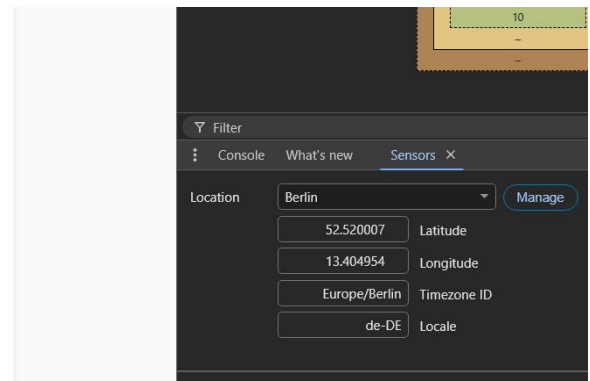 10
–
–
Filter
Console What's new Sensors ×
Location Berlin Manage
52.520007 Latitude
13.404954 Longitude
Europe/Berlin Timezone ID
de-DE Locale